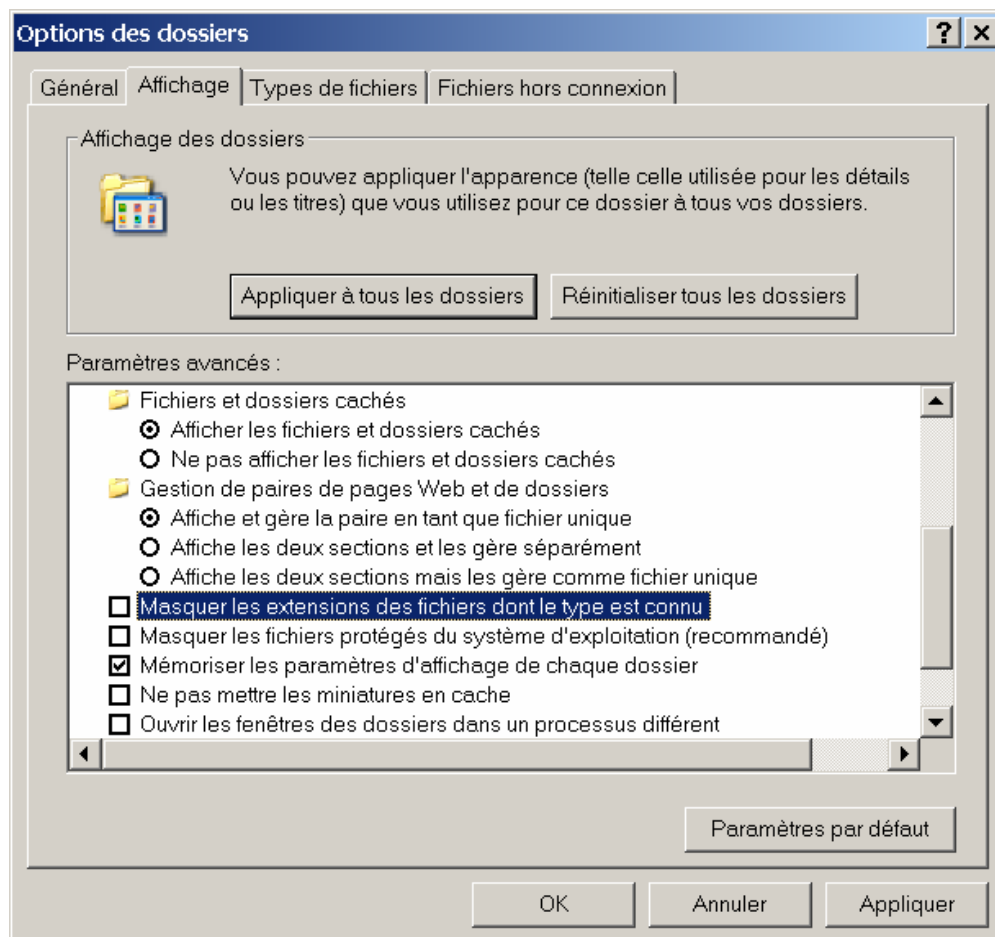 Options des dossiers
Général Affichage Types de fichiers Fichiers hors connexion
Affichage des dossiers
Vous pouvez appliquer l'apparence (telle celle utilisée pour les détails
ou les titres) que vous utilisez pour ce dossier à tous vos dossiers.
Appliquer à tous les dossiers Réinitialiser tous les dossiers
Paramètres avancés :
Fichiers et dossiers cachés
Afficher les fichiers et dossiers cachés
Ne pas afficher les fichiers et dossiers cachés
Gestion de paires de pages Web et de dossiers
Affiche et gère la paire en tant que fichier unique
Affiche les deux sections et les gère séparément
Affiche les deux sections mais les gère comme fichier unique
Masquer les extensions des fichiers dont le type est connu
Masquer les fichiers protégés du système d'exploitation (recommandé)
Mémoriser les paramètres d'affichage de chaque dossier
Ne pas mettre les miniatures en cache
Ouvrir les fenêtres des dossiers dans un processus différent
Paramètres par défaut
OK Annuler Appliquer